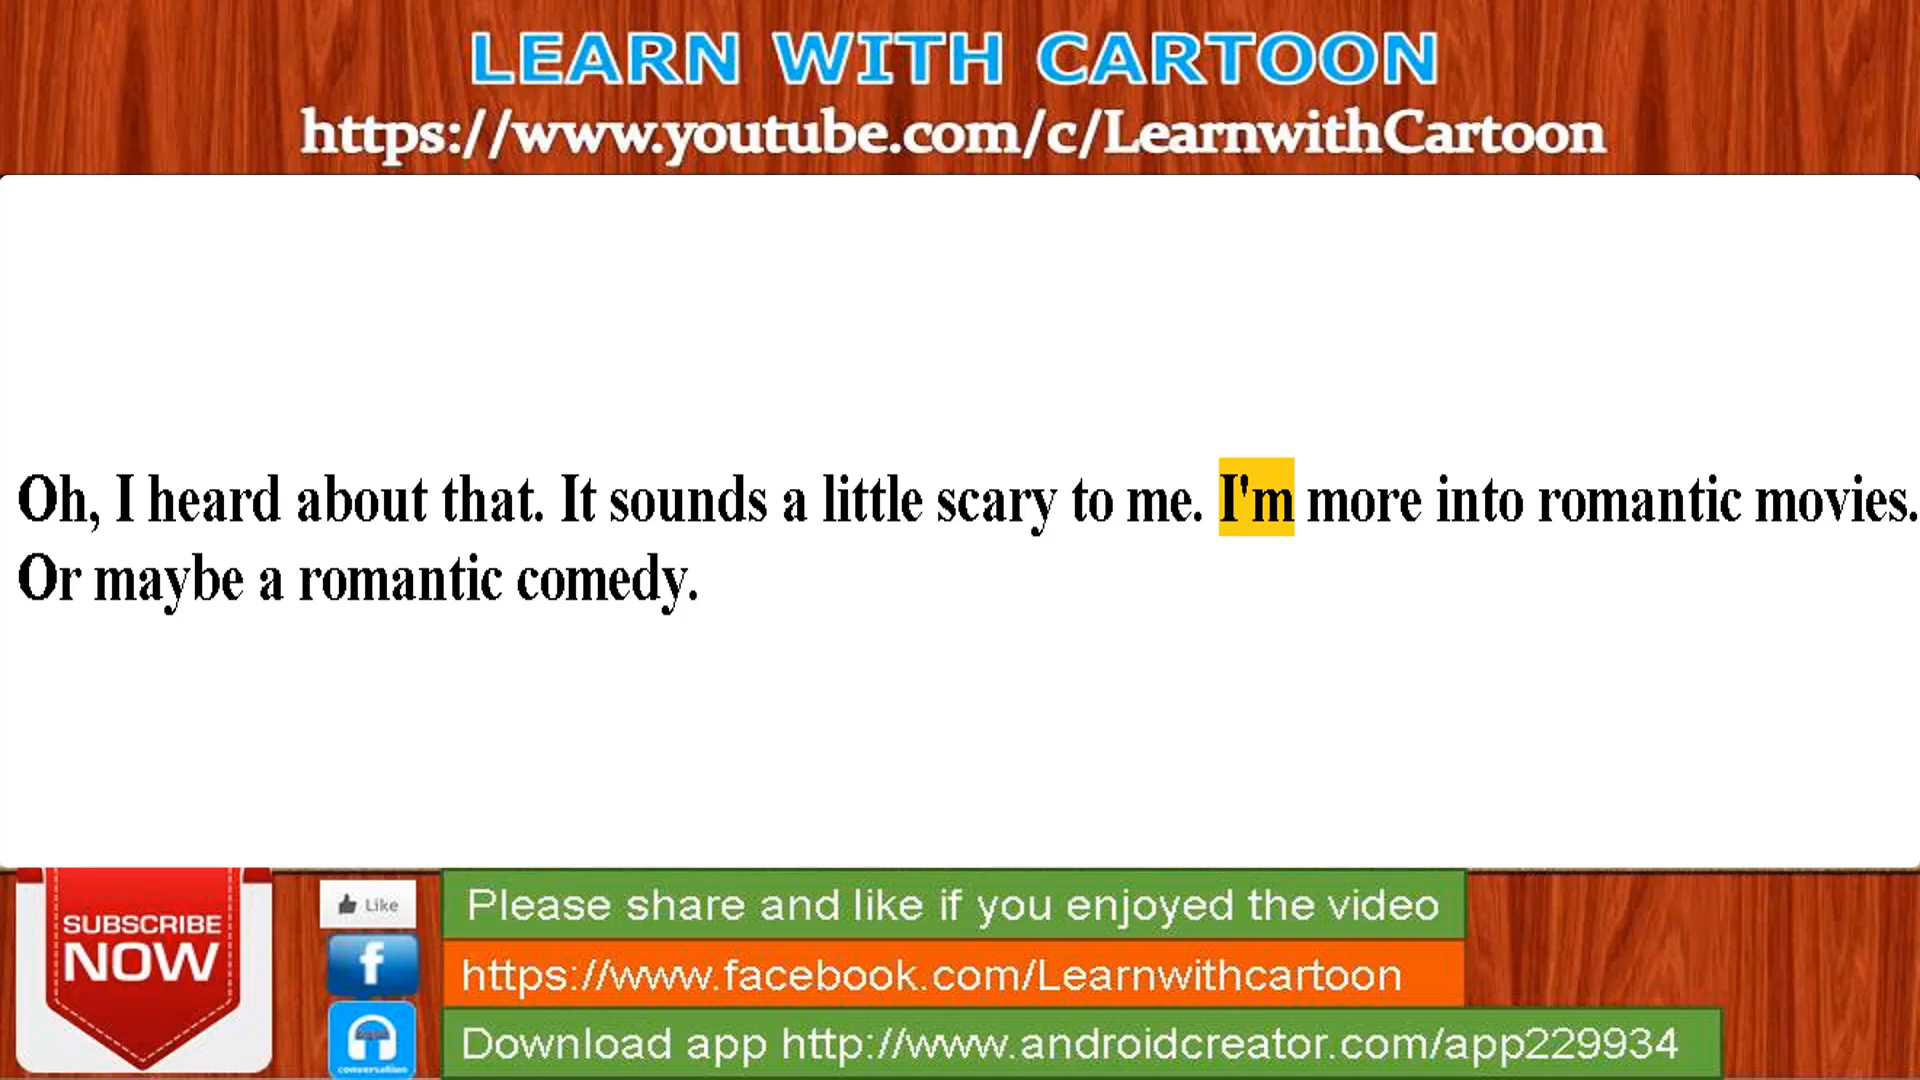 LEARN WITH CARTOON
https://www.youtube.com/c/LearnwithCartoon
Oh, I heard about that. It sounds a little scary to me. I'm more into romantic movies.
Or maybe a romantic comedy.
SUBSCRIBE
NOW
Like
Please share and like if you enjoyed the video
f
https://www.facebook.com/Learnwithcartoon
conversation
Download app http://www.androidcreator.com/app229934